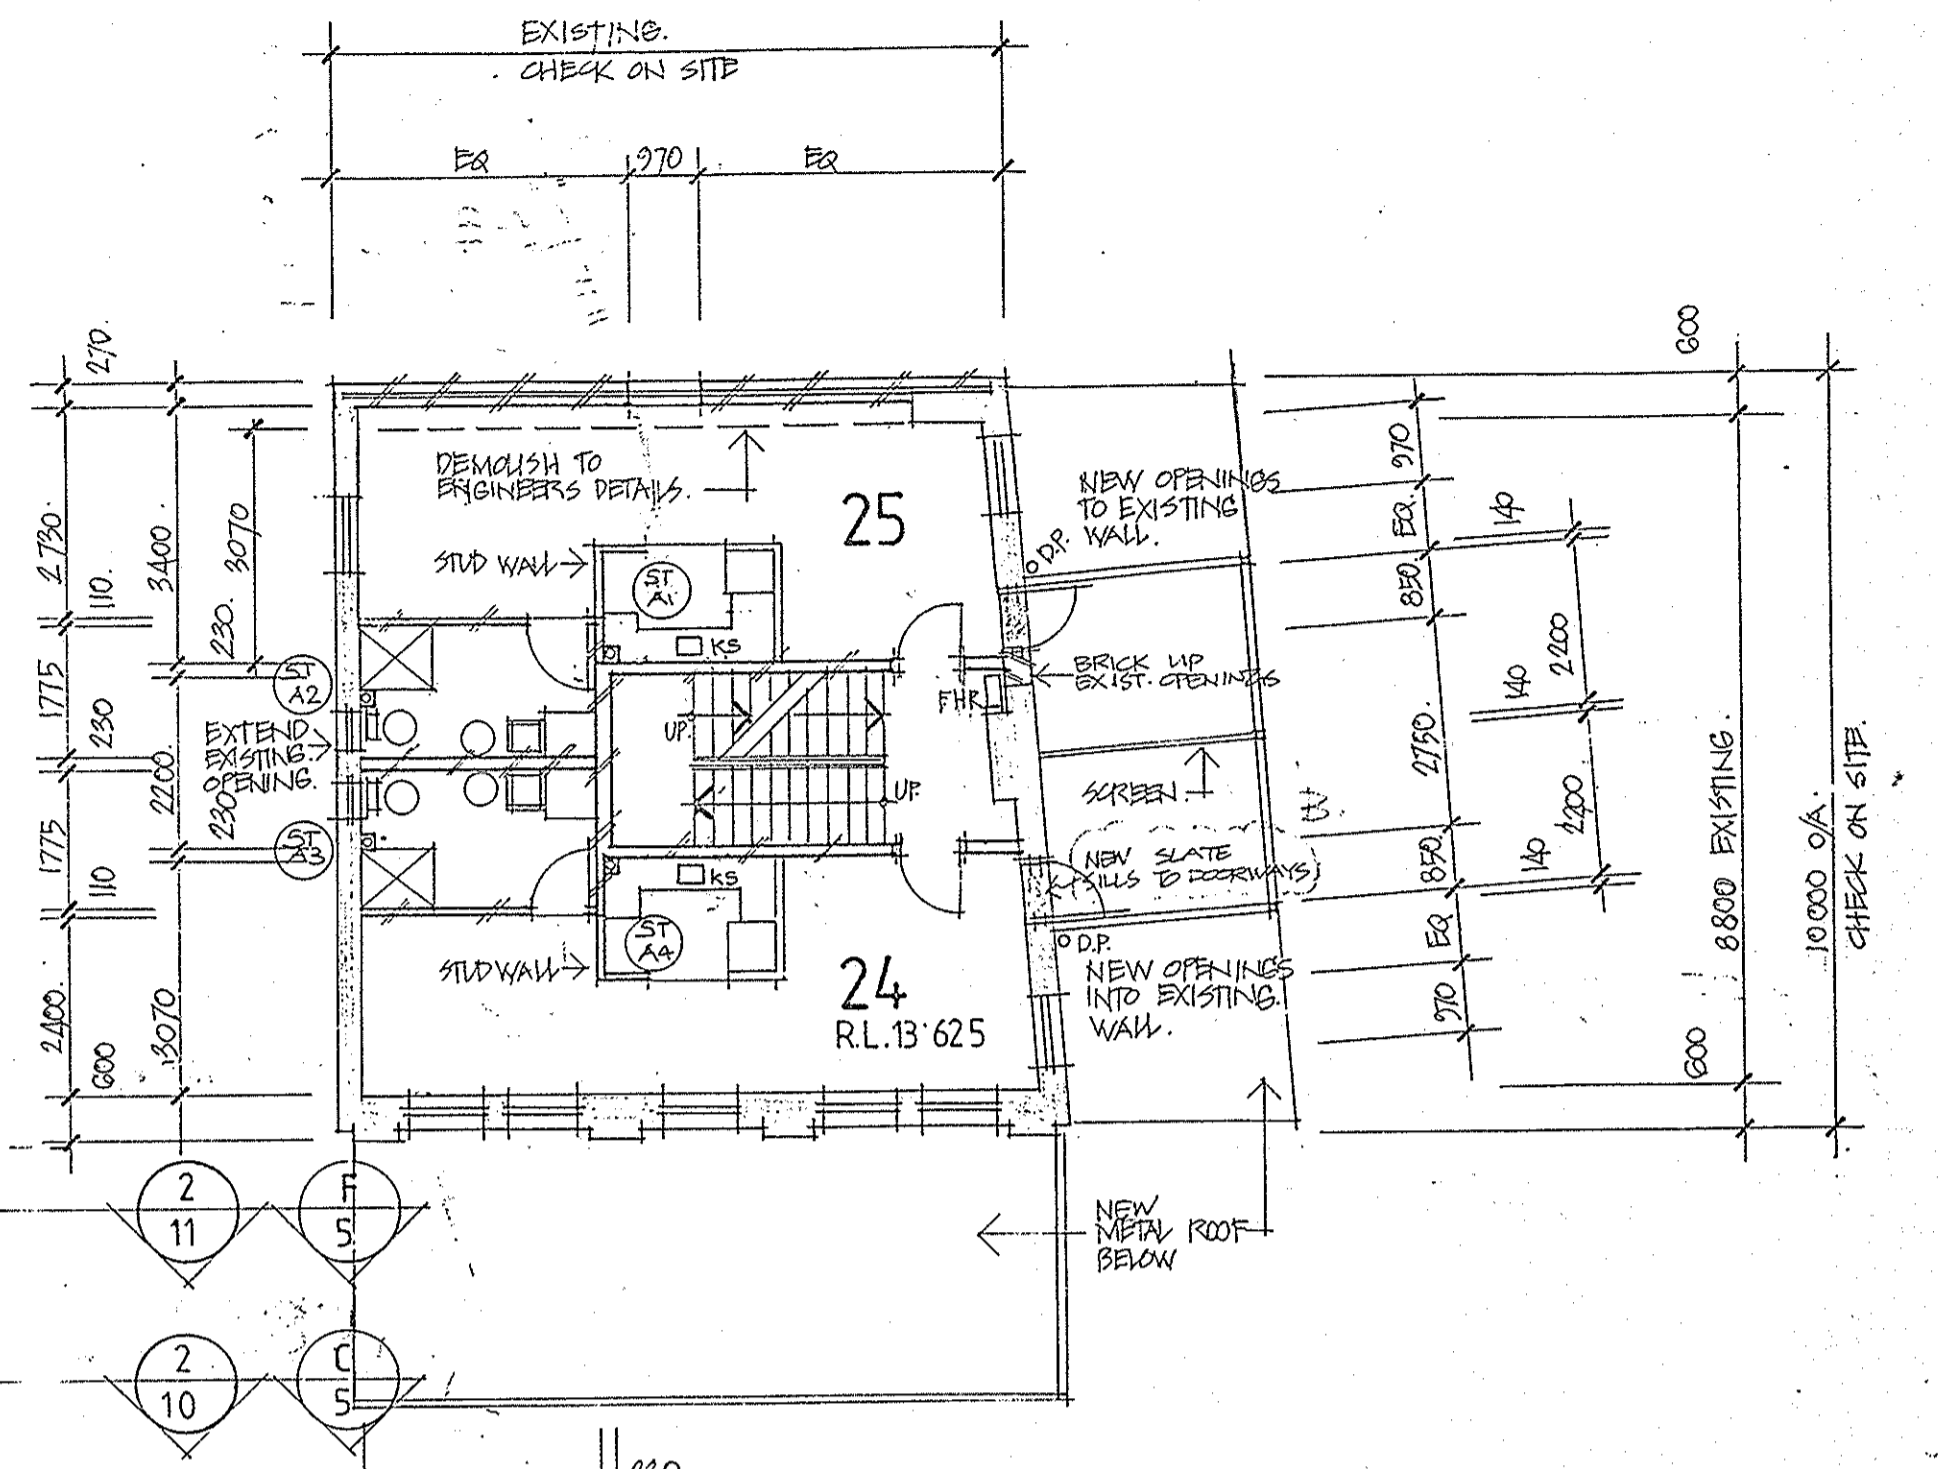 EXISTING.
CHECK ON SITE
EQ
970
EQ
270.
600
2730.
110.
3400.
3070
230.
1775
230
2200.
230
1775
110
2400.
600
3070
ST
A2
EXTEND
EXISTING.
OPENING.
ST
A3
DEMOLISH TO
ENGINEERS DETAILS.
25
STUD WALL
ST
A1
KS
UP.
UP.
FHR
KS
ST
A4
STUD WALL
24
R.L. 13·625
NEW OPENINGS
TO EXISTING
WALL.
D.P.
BRICK UP
EXIST. OPENINGS
SCREEN.
NEW SLATE
SILLS TO DOORWAYS
D.P.
NEW OPENINGS
INTO EXISTING.
WALL.
970
EQ.
850
2750.
850.
EQ
970
140
2200
140
2200
140
600
8800 EXISTING.
10000 O/A.
CHECK ON SITE.
2
11
F
5
2
10
C
5
NEW
METAL ROOF
BELOW